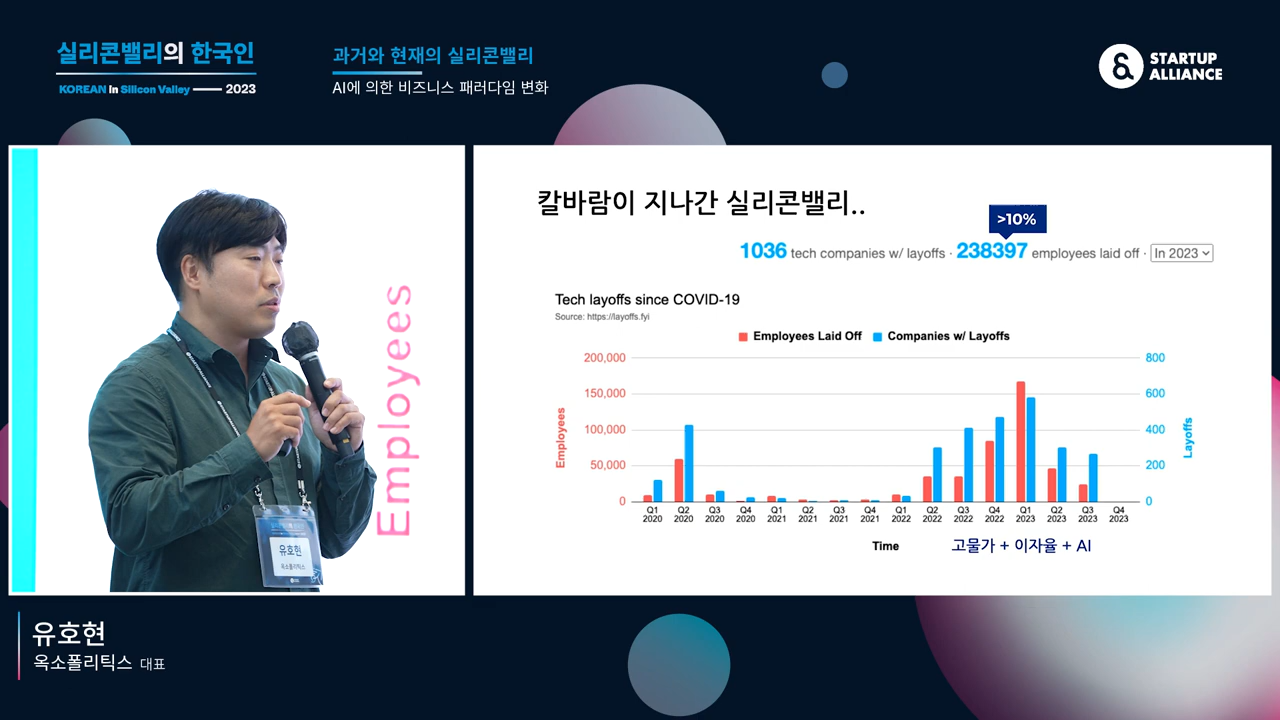 실리콘밸리의 한국인
KOREAN in Silicon Valley 2023
과거와 현재의 실리콘밸리
AI에 의한 비즈니스 패러다임 변화
STARTUP
ALLIANCE
Employees
유호현
옥소폴리틱스
칼바람이 지나간 실리콘밸리..
>10%
1036 tech companies w/ layoffs · 238397 employees laid off · In 2023
Tech layoffs since COVID-19
Source: https://layoffs.fyi
Employees Laid Off Companies w/ Layoffs
200,000 800
150,000 600
100,000 400
50,000 200
0 0
Employees
Layoffs
Q1 2020 Q2 2020 Q3 2020 Q4 2020 Q1 2021 Q2 2021 Q3 2021 Q4 2021 Q1 2022 Q2 2022 Q3 2022 Q4 2022 Q1 2023 Q2 2023 Q3 2023 Q4 2023
Time
고물가 + 이자율 + AI
유호현
옥소폴리틱스 대표